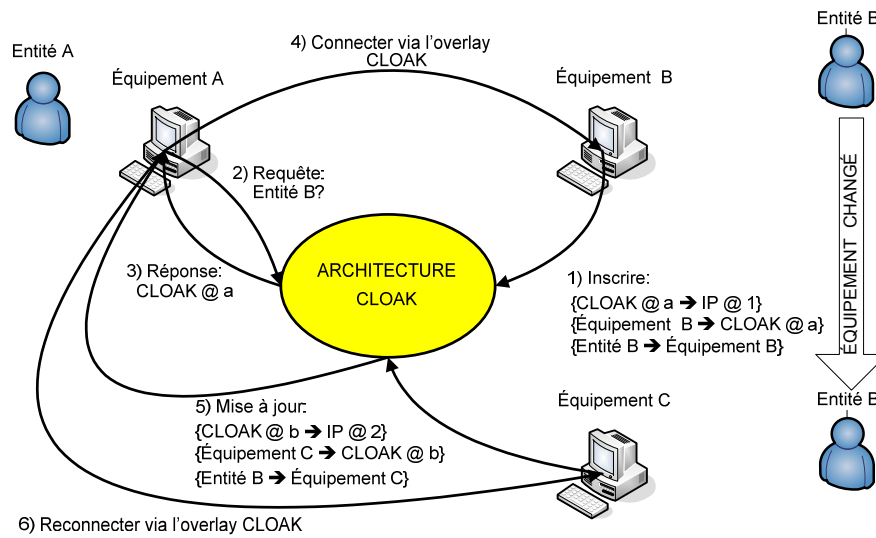 Entité A
Équipement A
4) Connecter via l'overlay
CLOAK
Équipement B
Entité B
2) Requête:
Entité B?
3) Réponse:
CLOAK @ a
ARCHITECTURE
CLOAK
1) Inscrire:
{CLOAK @ a ➔ IP @ 1}
{Équipement B ➔ CLOAK @ a}
{Entité B ➔ Équipement B}
ÉQUIPEMENT CHANGÉ
5) Mise à jour:
{CLOAK @ b ➔ IP @ 2}
{Équipement C ➔ CLOAK @ b}
{Entité B ➔ Équipement C}
Équipement C
Entité B
6) Reconnecter via l'overlay CLOAK